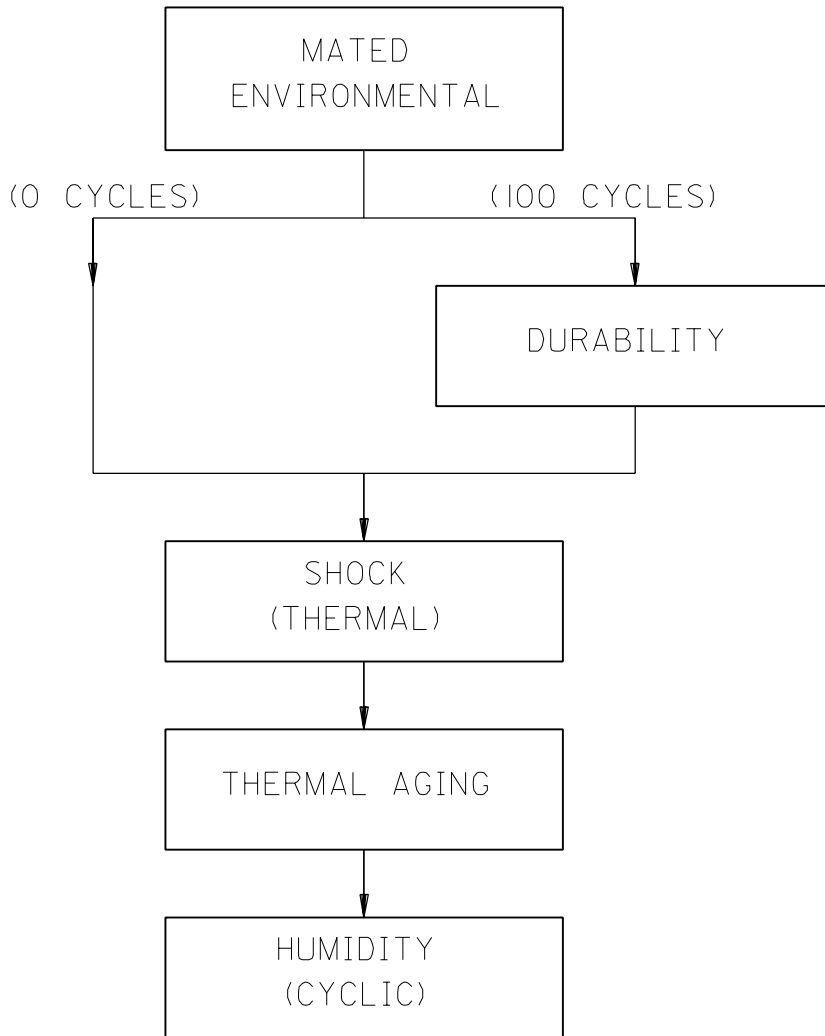 MATED
ENVIRONMENTAL
(0 CYCLES)
(100 CYCLES)
DURABILITY
SHOCK
(THERMAL)
THERMAL AGING
HUMIDITY
(CYCLIC)